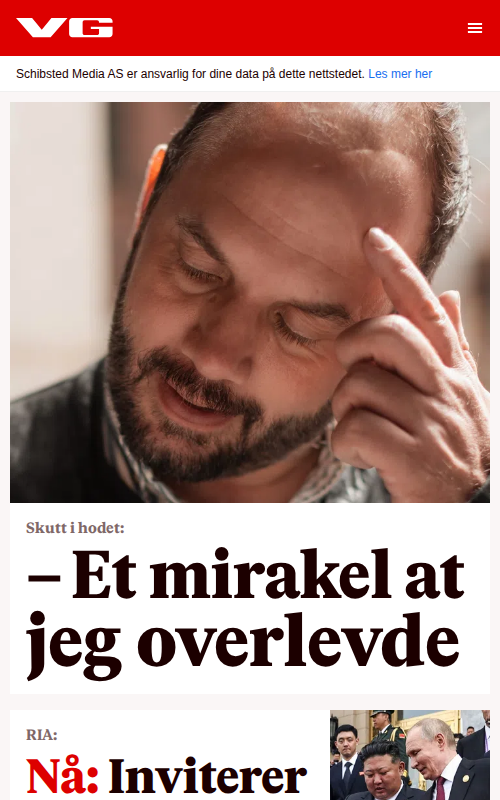 VG
Schibsted Media AS er ansvarlig for dine data på dette nettstedet. Les mer her
Skutt i hodet:
– Et mirakel at
jeg overlevde
RIA:
Nå: Inviterer